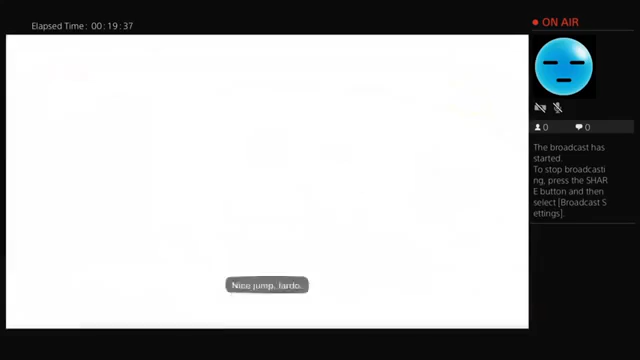 Elapsed Time: 00:19:37
ON AIR
0 0
The broadcast has
started.
To stop broadcasti
ng, press the SHAR
E button and then
select [Broadcast S
ettings].
Nice jump, lardo.